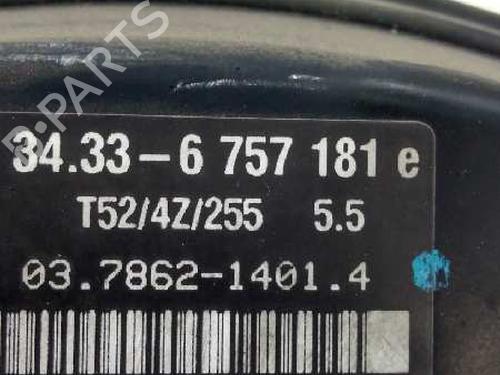 B-PARTS
34.33-6 757 181 e
T52/4Z/255 5.5
03.7862-1401.4